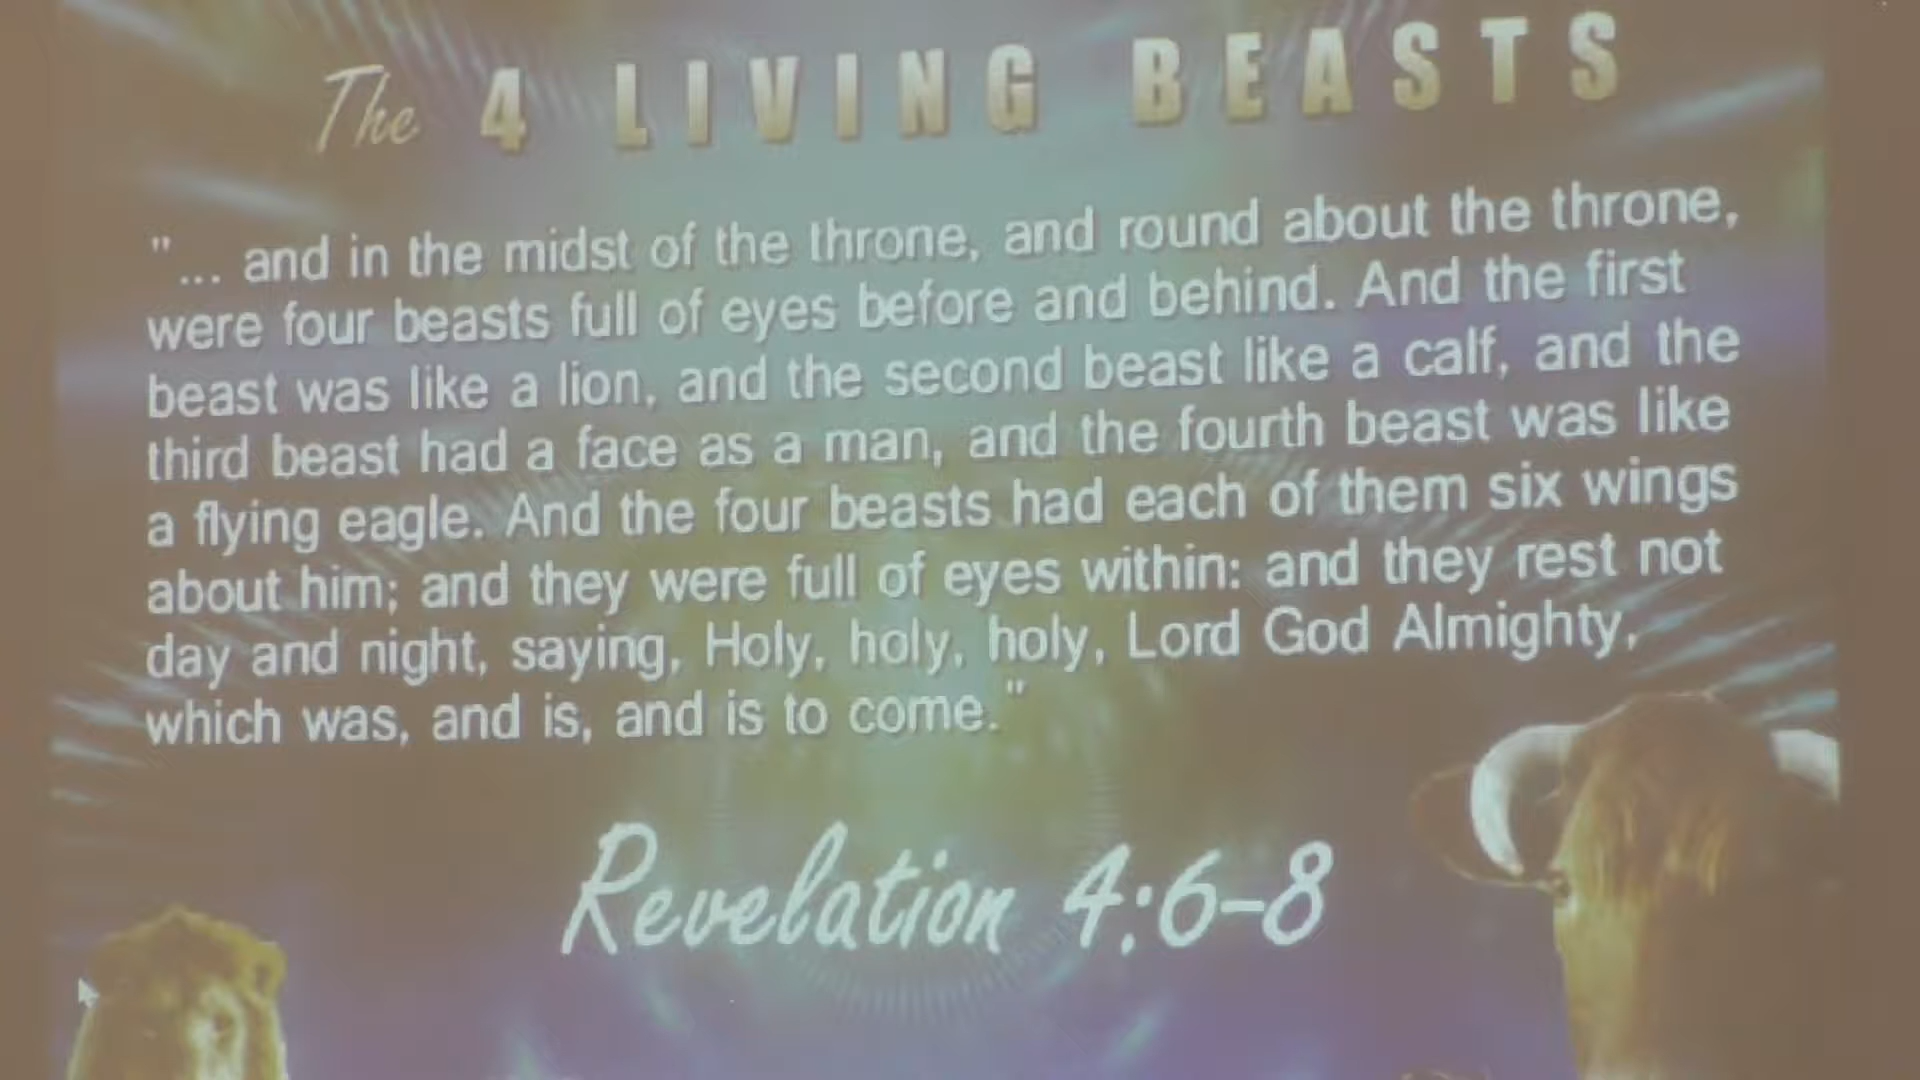 The 4 LIVING BEASTS
"... and in the midst of the throne, and round about the throne,
were four beasts full of eyes before and behind. And the first
beast was like a lion, and the second beast like a calf, and the
third beast had a face as a man, and the fourth beast was like
a flying eagle. And the four beasts had each of them six wings
about him; and they were full of eyes within: and they rest not
day and night, saying, Holy, holy, holy, Lord God Almighty,
which was, and is, and is to come."
Revelation 4:6-8